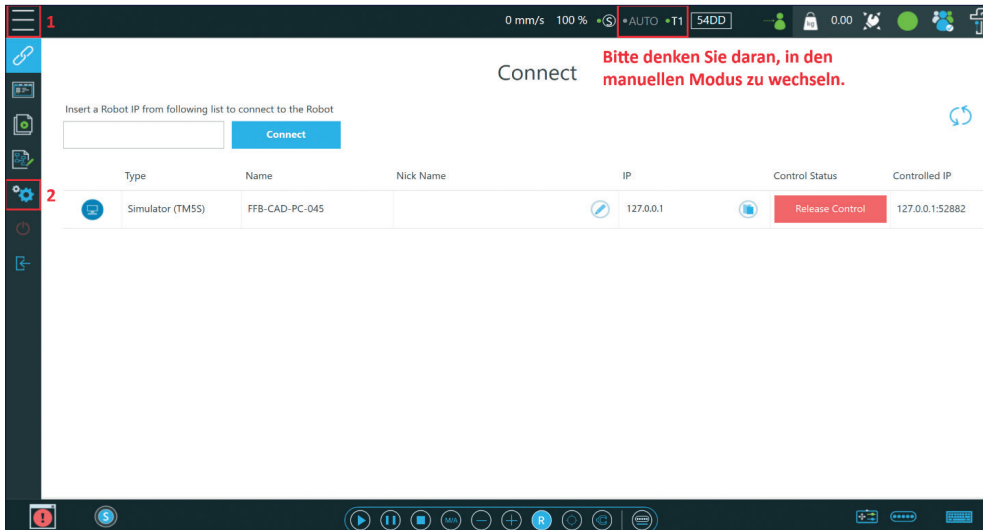 1
0 mm/s 100 % S AUTO T1 54DD kg 0.00
Bitte denken Sie daran, in den
manuellen Modus zu wechseln.
Connect
Insert a Robot IP from following list to connect to the Robot
Connect
Type Name Nick Name IP Control Status Controlled IP
2
Simulator (TM5S) FFB-CAD-PC-045 127.0.0.1 Release Control 127.0.0.1:52882
! S M/A R C